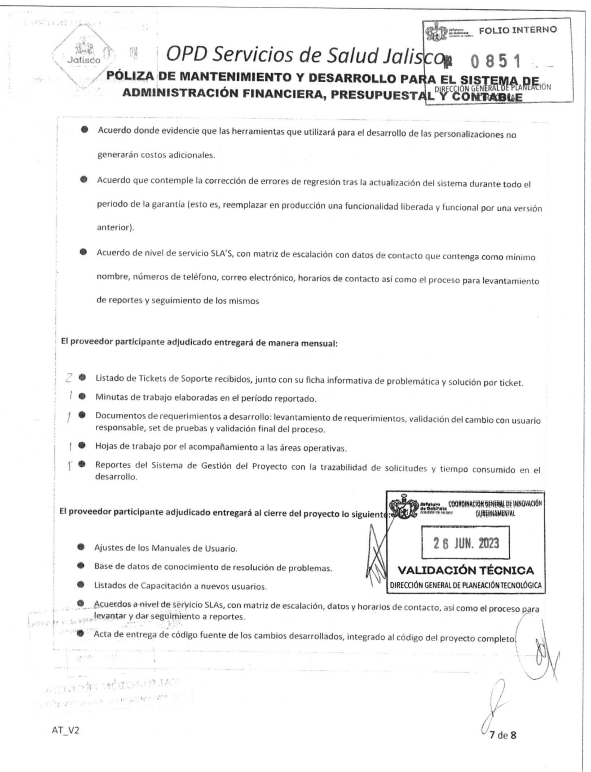 Jalisco
OPD Servicios de Salud Jalisco
Jefatura
de Gabinete
FOLIO INTERNO
0851
DIRECCIÓN GENERAL DE PLANEACIÓN
PÓLIZA DE MANTENIMIENTO Y DESARROLLO PARA EL SISTEMA DE
ADMINISTRACIÓN FINANCIERA, PRESUPUESTAL Y CONTABLE
● Acuerdo donde evidencie que las herramientas que utilizará para el desarrollo de las personalizaciones no
generarán costos adicionales.
● Acuerdo que contemple la corrección de errores de regresión tras la actualización del sistema durante todo el
periodo de la garantía (esto es, reemplazar en producción una funcionalidad liberada y funcional por una versión
anterior).
● Acuerdo de nivel de servicio SLA'S, con matriz de escalación con datos de contacto que contenga como mínimo
nombre, números de teléfono, correo electrónico, horarios de contacto así como el proceso para levantamiento
de reportes y seguimiento de los mismos
El proveedor participante adjudicado entregará de manera mensual:
2 ● Listado de Tickets de Soporte recibidos, junto con su ficha informativa de problemática y solución por ticket.
1 ● Minutas de trabajo elaboradas en el período reportado.
1 ● Documentos de requerimientos a desarrollo: levantamiento de requerimientos, validación del cambio con usuario
responsable, set de pruebas y validación final del proceso.
1 ● Hojas de trabajo por el acompañamiento a las áreas operativas.
1 ● Reportes del Sistema de Gestión del Proyecto con la trazabilidad de solicitudes y tiempo consumido en el
desarrollo.
El proveedor participante adjudicado entregará al cierre del proyecto lo siguiente:
Jefatura
de Gabinete
COORDINACIÓN GENERAL DE INNOVACIÓN
GUBERNAMENTAL
26 JUN. 2023
VALIDACIÓN TÉCNICA
DIRECCIÓN GENERAL DE PLANEACIÓN TECNOLÓGICA
● Ajustes de los Manuales de Usuario.
● Base de datos de conocimiento de resolución de problemas.
● Listados de Capacitación a nuevos usuarios.
● Acuerdos a nivel de servicio SLAs, con matriz de escalación, datos y horarios de contacto, así como el proceso para
levantar y dar seguimiento a reportes.
● Acta de entrega de código fuente de los cambios desarrollados, integrado al código del proyecto completo.
AT_V2
7 de 8